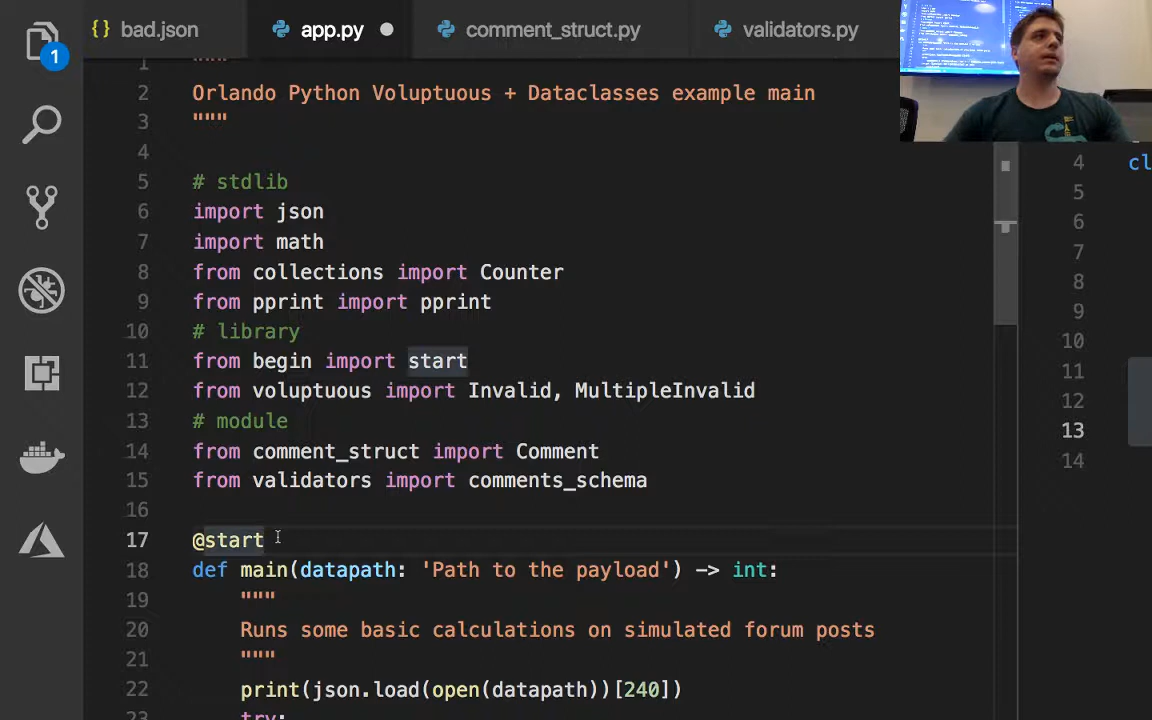 bad.json app.py comment_struct.py validators.py
1
1 """
2 Orlando Python Voluptuous + Dataclasses example main
3 """
4
5 # stdlib
6 import json
7 import math
8 from collections import Counter
9 from pprint import pprint
10 # library
11 from begin import start
12 from voluptuous import Invalid, MultipleInvalid
13 # module
14 from comment_struct import Comment
15 from validators import comments_schema
16
17 @start
18 def main(datapath: 'Path to the payload') -> int:
19 """
20 Runs some basic calculations on simulated forum posts
21 """
22 print(json.load(open(datapath))[240])
23 try:
4 cl
5
6
7
8
9
10
11
12
13
14